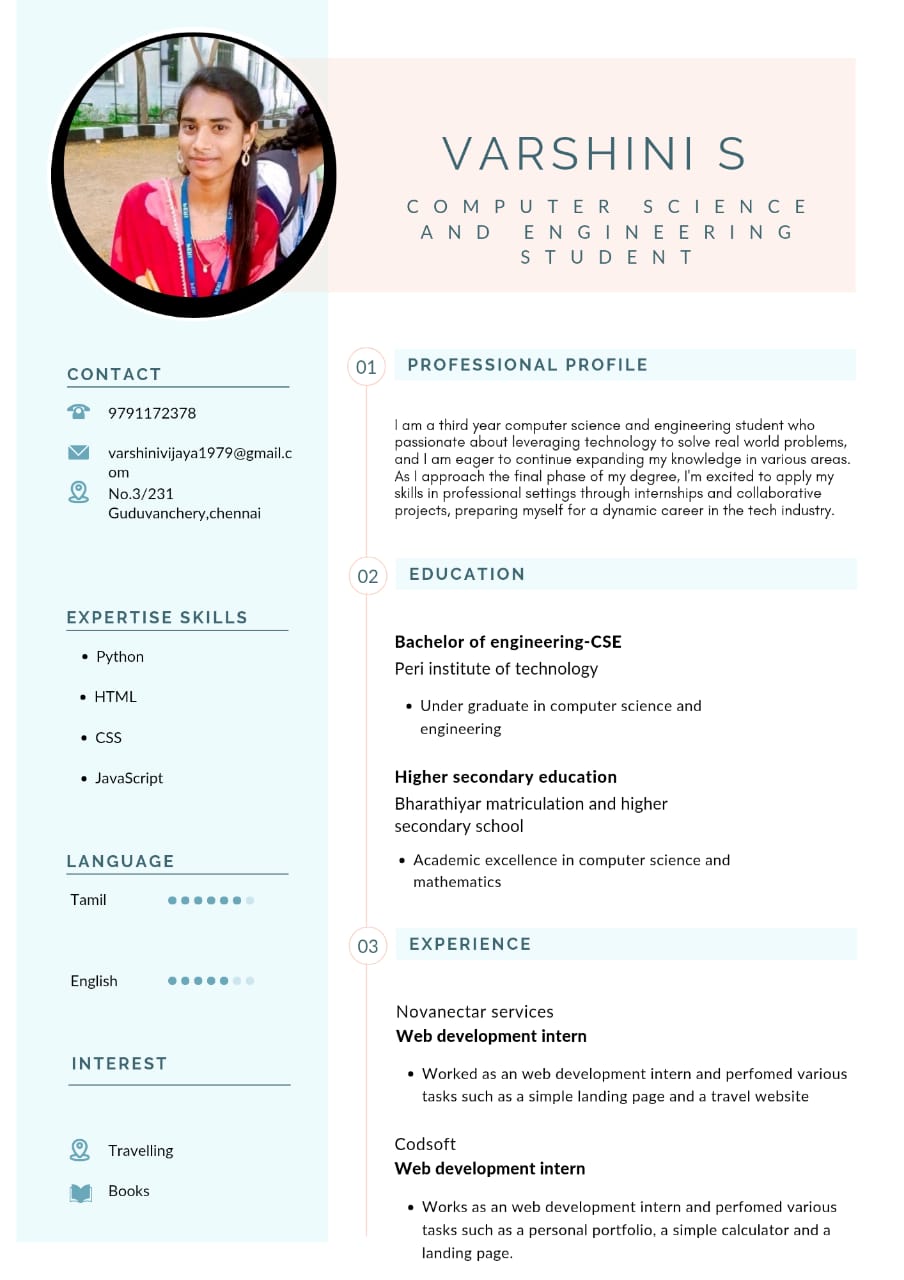 VARSHINI S
COMPUTER SCIENCE
AND ENGINEERING
STUDENT
CONTACT
9791172378
varshinivijaya1979@gmail.c
om
No.3/231
Guduvanchery,chennai
EXPERTISE SKILLS
• Python
• HTML
• CSS
• JavaScript
LANGUAGE
Tamil
English
INTEREST
Travelling
Books
01 PROFESSIONAL PROFILE
I am a third year computer science and engineering student who
passionate about leveraging technology to solve real world problems,
and I am eager to continue expanding my knowledge in various areas.
As I approach the final phase of my degree, I'm excited to apply my
skills in professional settings through internships and collaborative
projects, preparing myself for a dynamic career in the tech industry.
02 EDUCATION
Bachelor of engineering-CSE
Peri institute of technology
• Under graduate in computer science and
engineering
Higher secondary education
Bharathiyar matriculation and higher
secondary school
• Academic excellence in computer science and
mathematics
03 EXPERIENCE
Novanectar services
Web development intern
• Worked as an web development intern and perfomed various
tasks such as a simple landing page and a travel website
Codsoft
Web development intern
• Works as an web development intern and perfomed various
tasks such as a personal portfolio, a simple calculator and a
landing page.